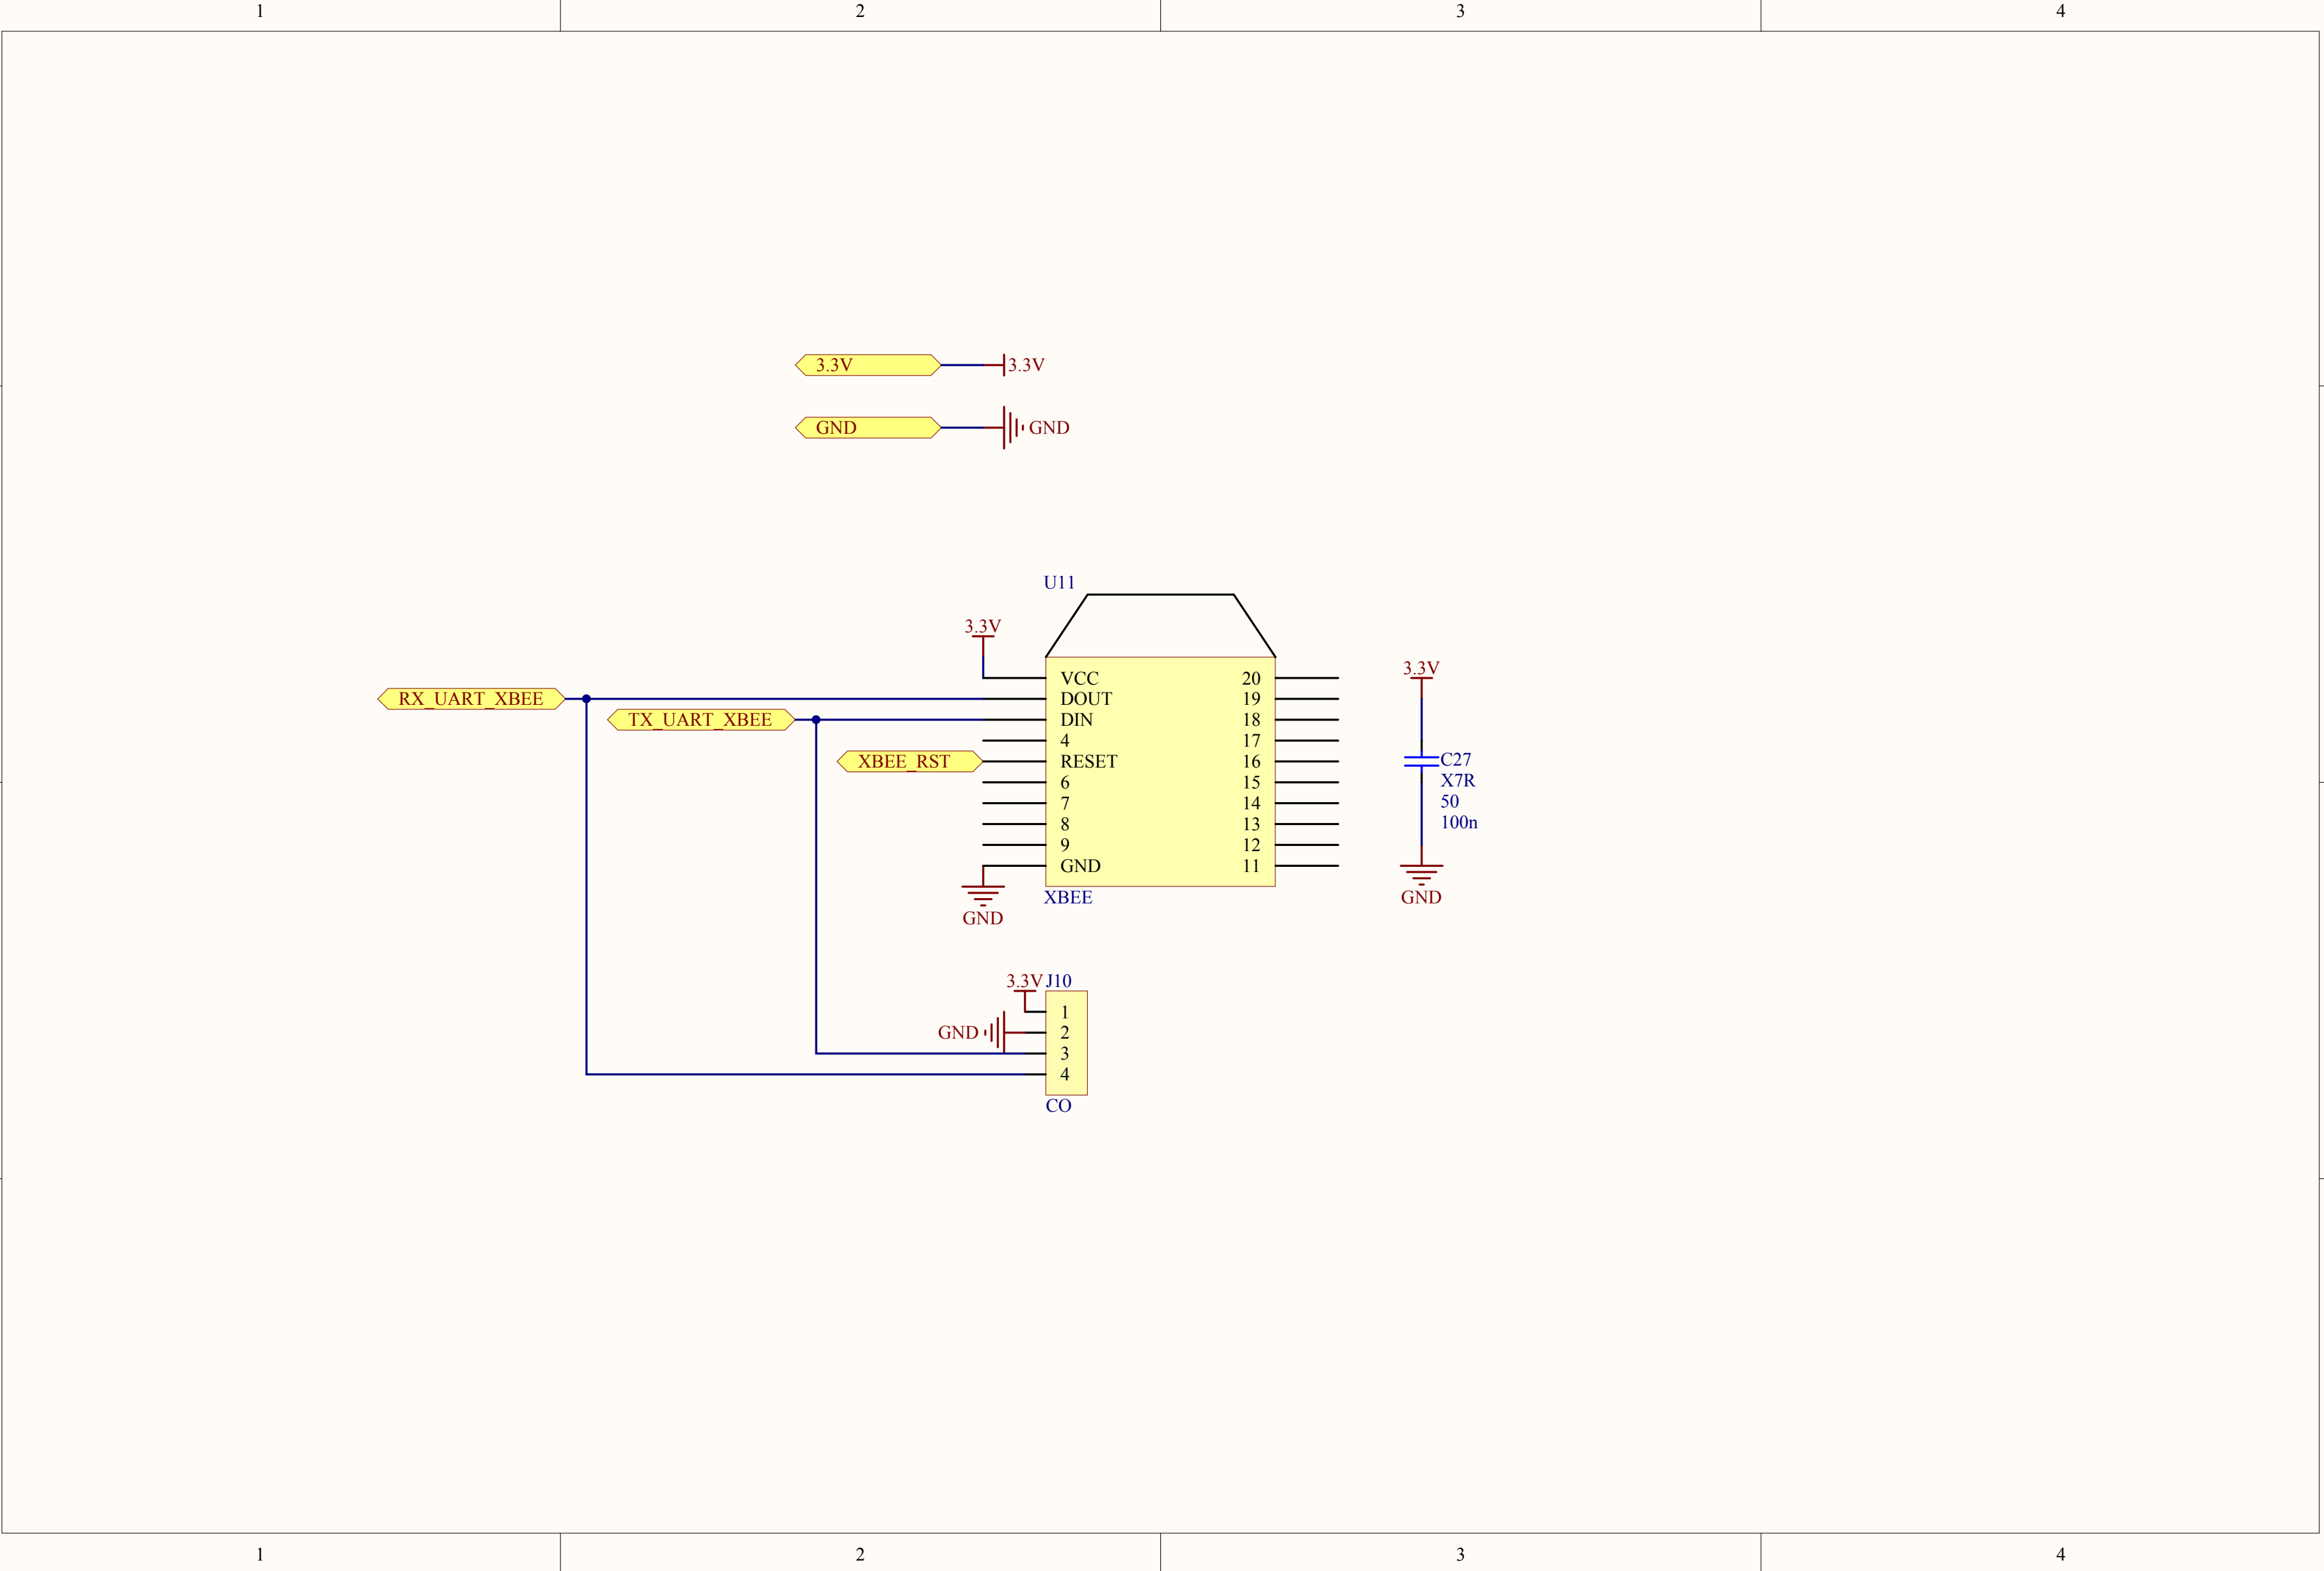 1 2 3 4
3.3V 3.3V
GND GND
U11
3.3V
3.3V
VCC 20
RX_UART_XBEE DOUT 19
TX_UART_XBEE DIN 18
4 17
XBEE_RST RESET 16 C27
6 15 X7R
7 14 50
8 13 100n
9 12
GND 11
XBEE GND
GND
3.3V J10
1
GND 2
3
4
CO
1 2 3 4